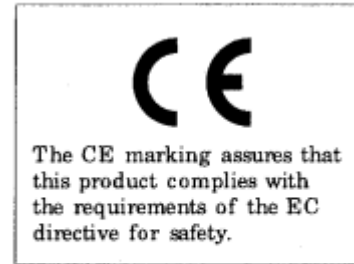 CE
The CE marking assures that
this product complies with
the requirements of the EC
directive for safety.